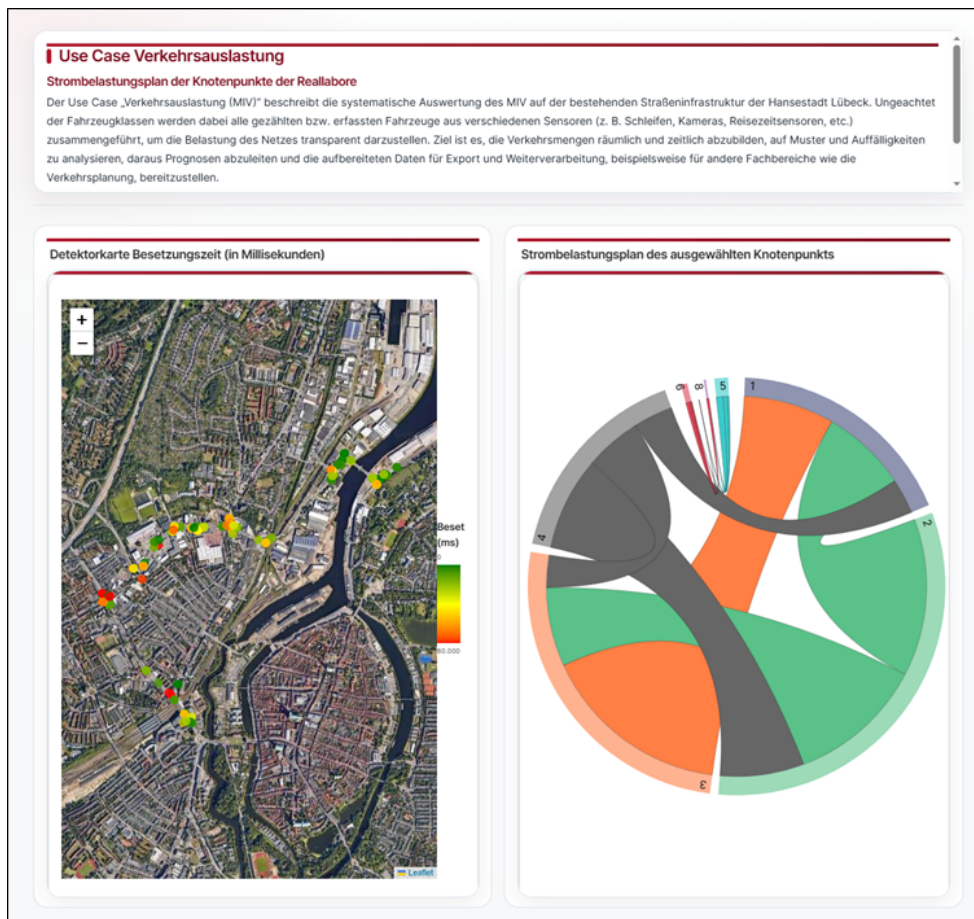 Use Case Verkehrsauslastung
Strombelastungsplan der Knotenpunkte der Reallabore
Der Use Case „Verkehrsauslastung (MIV)" beschreibt die systematische Auswertung des MIV auf der bestehenden Straßeninfrastruktur der Hansestadt Lübeck. Ungeachtet
der Fahrzeugklassen werden dabei alle gezählten bzw. erfassten Fahrzeuge aus verschiedenen Sensoren (z. B. Schleifen, Kameras, Reisezeitsensoren, etc.)
zusammengeführt, um die Belastung des Netzes transparent darzustellen. Ziel ist es, die Verkehrsmengen räumlich und zeitlich abzubilden, auf Muster und Auffälligkeiten
zu analysieren, daraus Prognosen abzuleiten und die aufbereiteten Daten für Export und Weiterverarbeitung, beispielsweise für andere Fachbereiche wie die
Verkehrsplanung, bereitzustellen.
Detektorkarte Besetzungszeit (in Millisekunden)
+
−
Beset
(ms)
0
60.000
Leaflet
Strombelastungsplan des ausgewählten Knotenpunkts
1
2
3
4
5
8